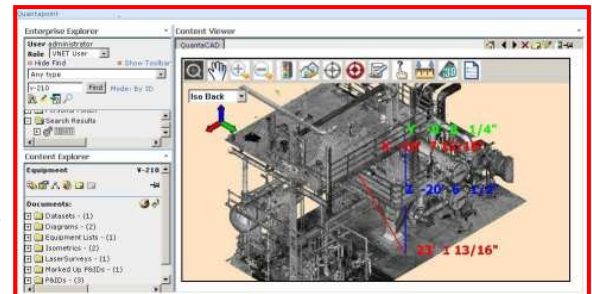 Quantapoint
Enterprise Explorer
Content Viewer
User administrator
QuantaCAD
Role VNET User
Hide Find
Show Toolbar
Any type
v-210
Find
Mode: By ID
Iso Back
Search Results
1/4"
Content Explorer
Equipment
V-210
Z -20' 6 1/2"
Documents:
Datasets - (1)
Diagrams - (2)
Equipment Lists - (1)
23' 1 13/16"
Isometrics - (2)
LaserSurveys - (1)
Marked Up P&IDs - (1)
P&IDs - (3)